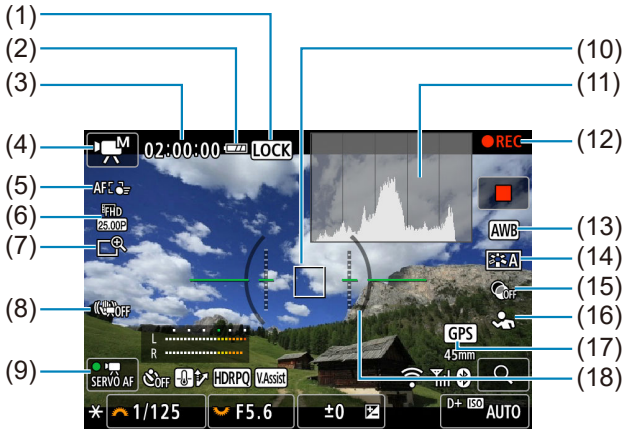 (1)
(2)
(3)
(4)
(5)
(6)
(7)
(8)
(9)
(10)
(11)
(12)
(13)
(14)
(15)
(16)
(17)
(18)
M 02:00:00 LOCK REC
AF
FHD
25.00P
AWB
A
OFF
OFF
GPS
45mm
L
R
SERVO AF OFF HDRPQ V.Assist
1/125 F5.6 ±0 D+ ISO AUTO